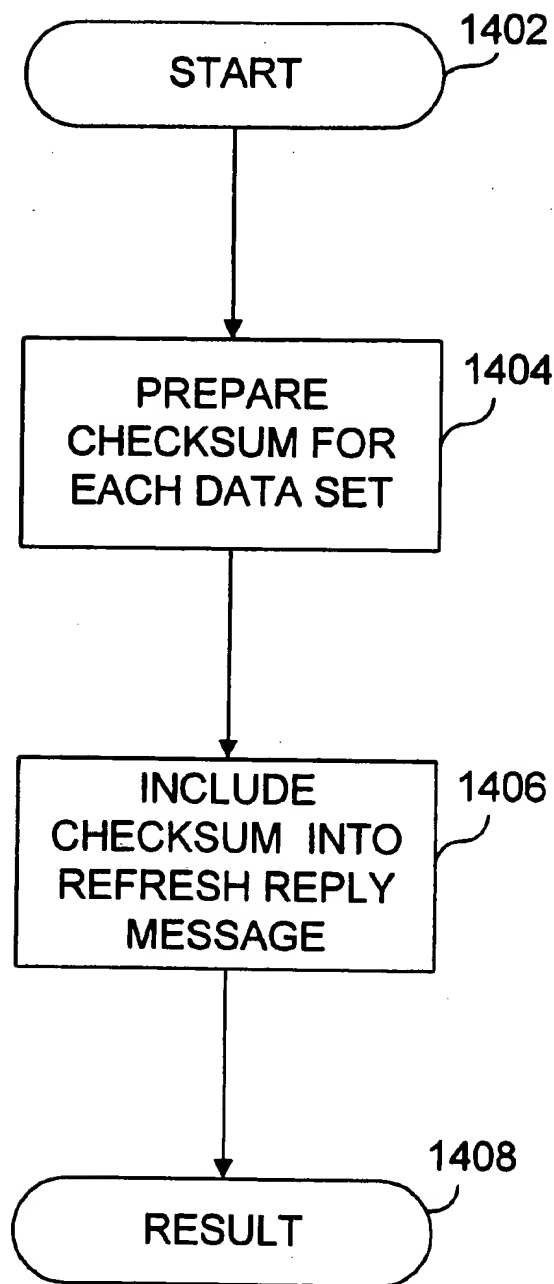 1402
START
1404
PREPARE
CHECKSUM FOR
EACH DATA SET
1406
INCLUDE
CHECKSUM INTO
REFRESH REPLY
MESSAGE
1408
RESULT